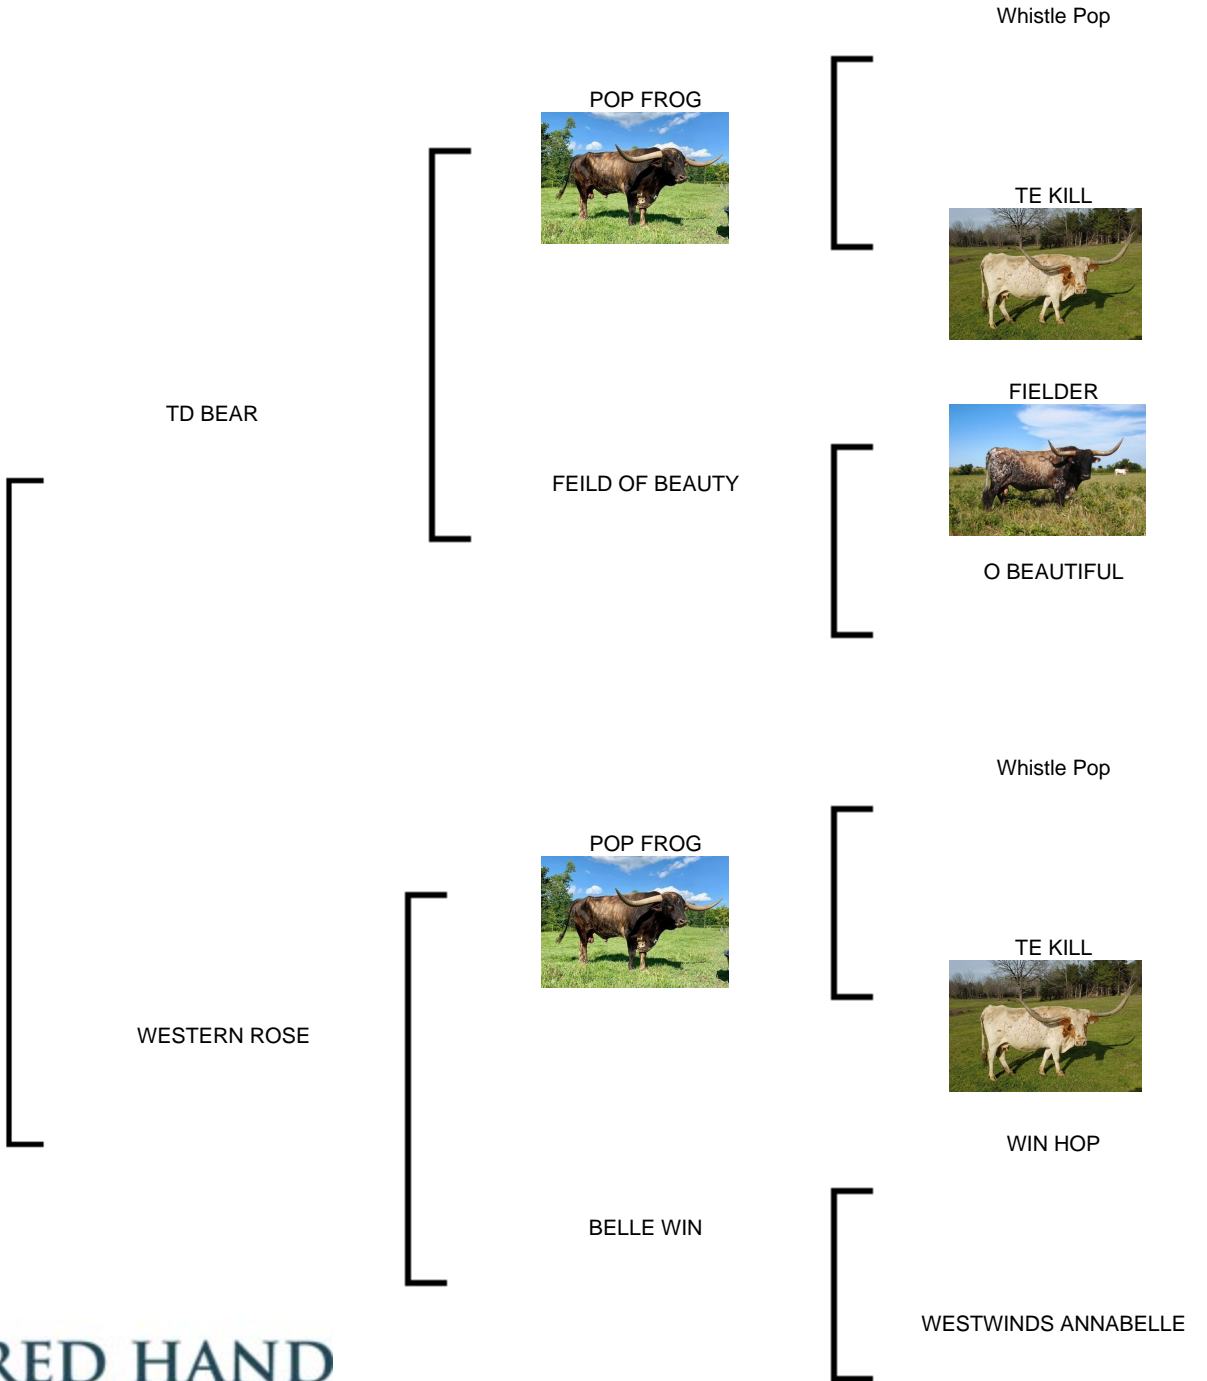 Whistle Pop
POP FROG
TE KILL
FIELDER
TD BEAR
FEILD OF BEAUTY
O BEAUTIFUL
Whistle Pop
POP FROG
TE KILL
WESTERN ROSE
WIN HOP
BELLE WIN
WESTWINDS ANNABELLE
RED HAND